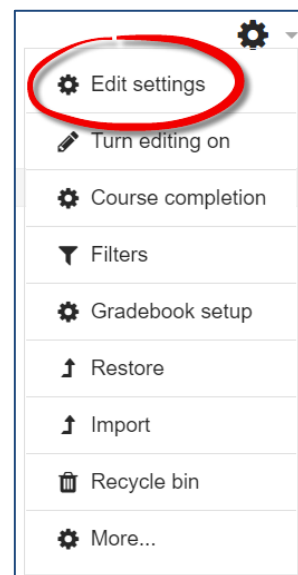 Edit settings
Turn editing on
Course completion
Filters
Gradebook setup
Restore
Import
Recycle bin
More...